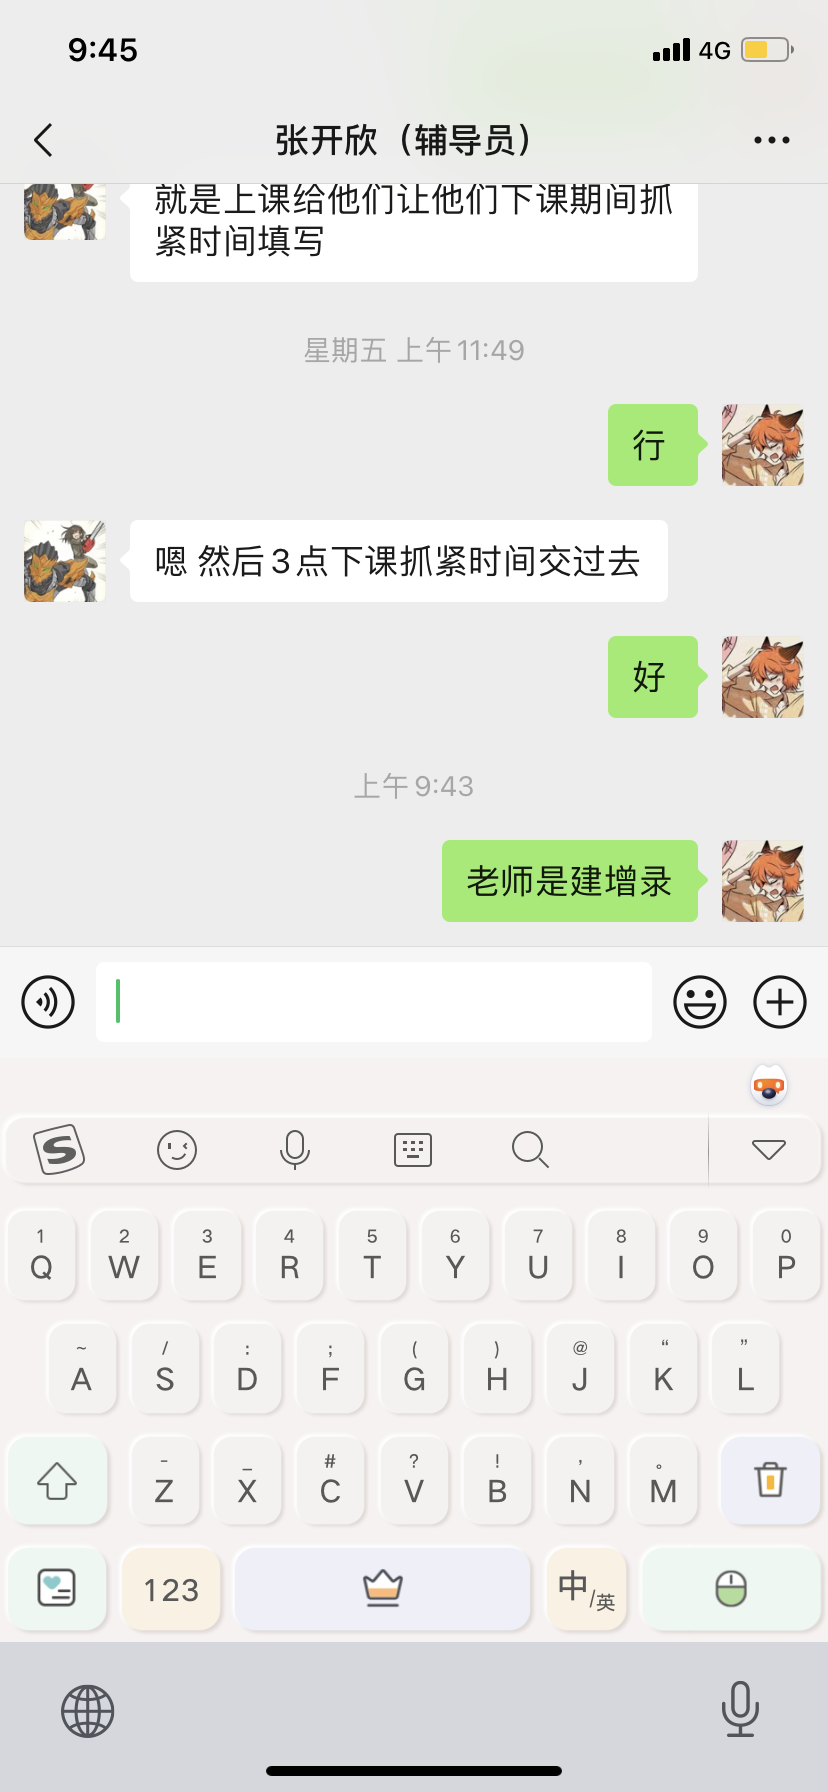 9:45
4G
张开欣（辅导员）
就是上课给他们让他们下课期间抓
紧时间填写
星期五 上午 11:49
行
嗯 然后3点下课抓紧时间交过去
好
上午 9:43
老师是建增录
1 2 3 4 5 6 7 8 9 0
Q W E R T Y U I O P
~ / : ; ( ) @ “ ”
A S D F G H J K L
- _ # ? ! ’ 。
Z X C V B N M
123 中/英